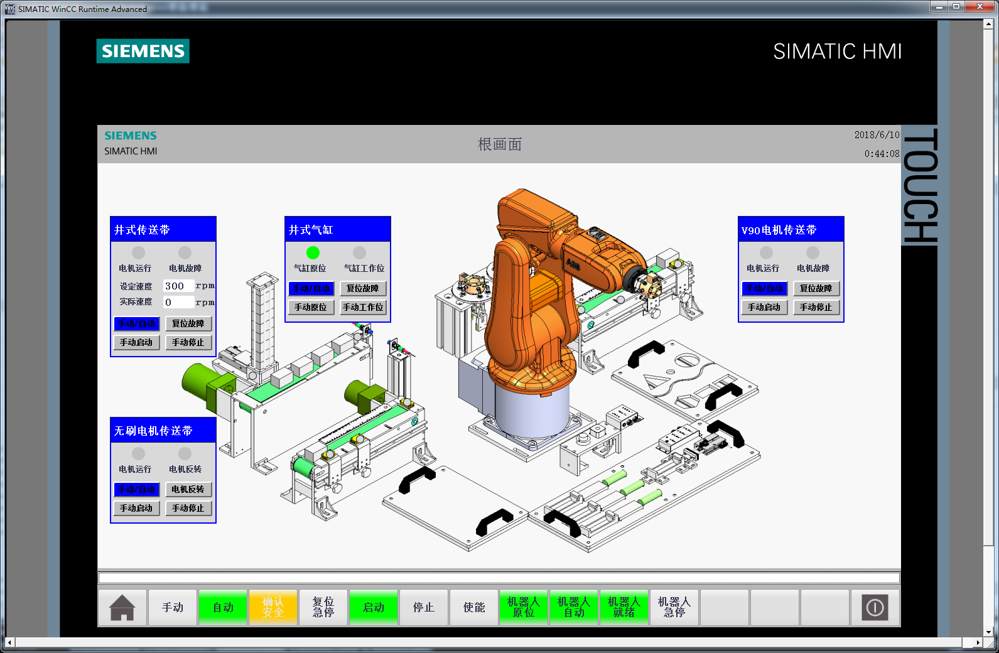 SIMATIC WinCC Runtime Advanced
SIEMENS
SIMATIC HMI
TOUCH
SIEMENS
SIMATIC HMI
根画面
2018/6/10
0:44:08
井式传送带
电机运行
电机故障
设定速度
300
rpm
实际速度
0
rpm
手动/自动
复位故障
手动启动
手动停止
井式气缸
气缸原位
气缸工作位
手动/自动
复位故障
手动原位
手动工作位
V90电机传送带
电机运行
电机故障
手动/自动
复位故障
手动启动
手动停止
无刷电机传送带
电机运行
电机反转
手动/自动
电机反转
手动启动
手动停止
ABB
手动
自动
确认
安全
复位
急停
启动
停止
使能
机器人
原位
机器人
自动
机器人
就绪
机器人
急停